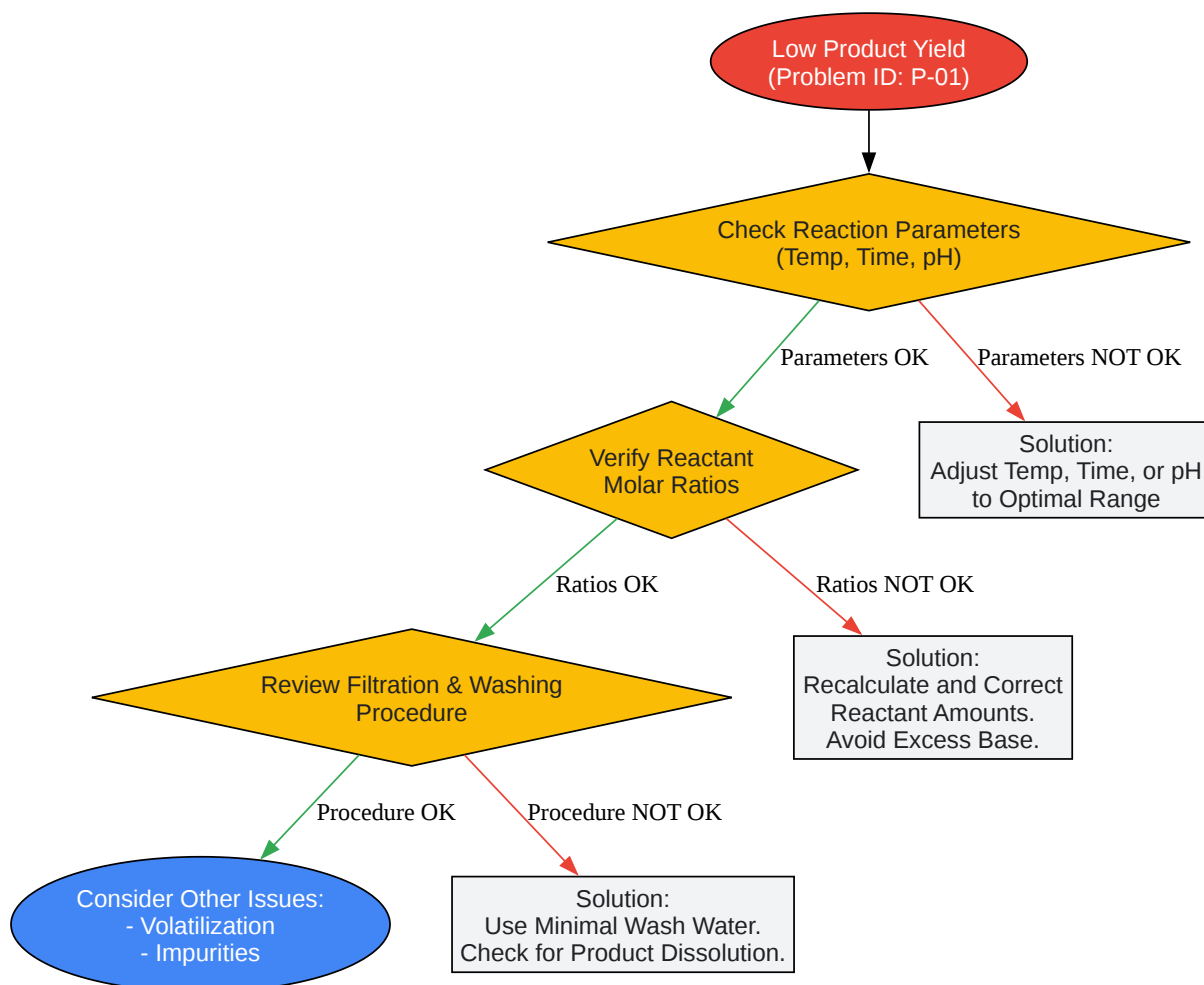 Low Product Yield
(Problem ID: P-01)
Check Reaction Parameters
(Temp, Time, pH)
Parameters OK
Parameters NOT OK
Verify Reactant
Molar Ratios
Solution:
Adjust Temp, Time, or pH
to Optimal Range
Ratios OK
Ratios NOT OK
Review Filtration & Washing
Procedure
Solution:
Recalculate and Correct
Reactant Amounts.
Avoid Excess Base.
Procedure OK
Procedure NOT OK
Consider Other Issues:
- Volatilization
- Impurities
Solution:
Use Minimal Wash Water.
Check for Product Dissolution.